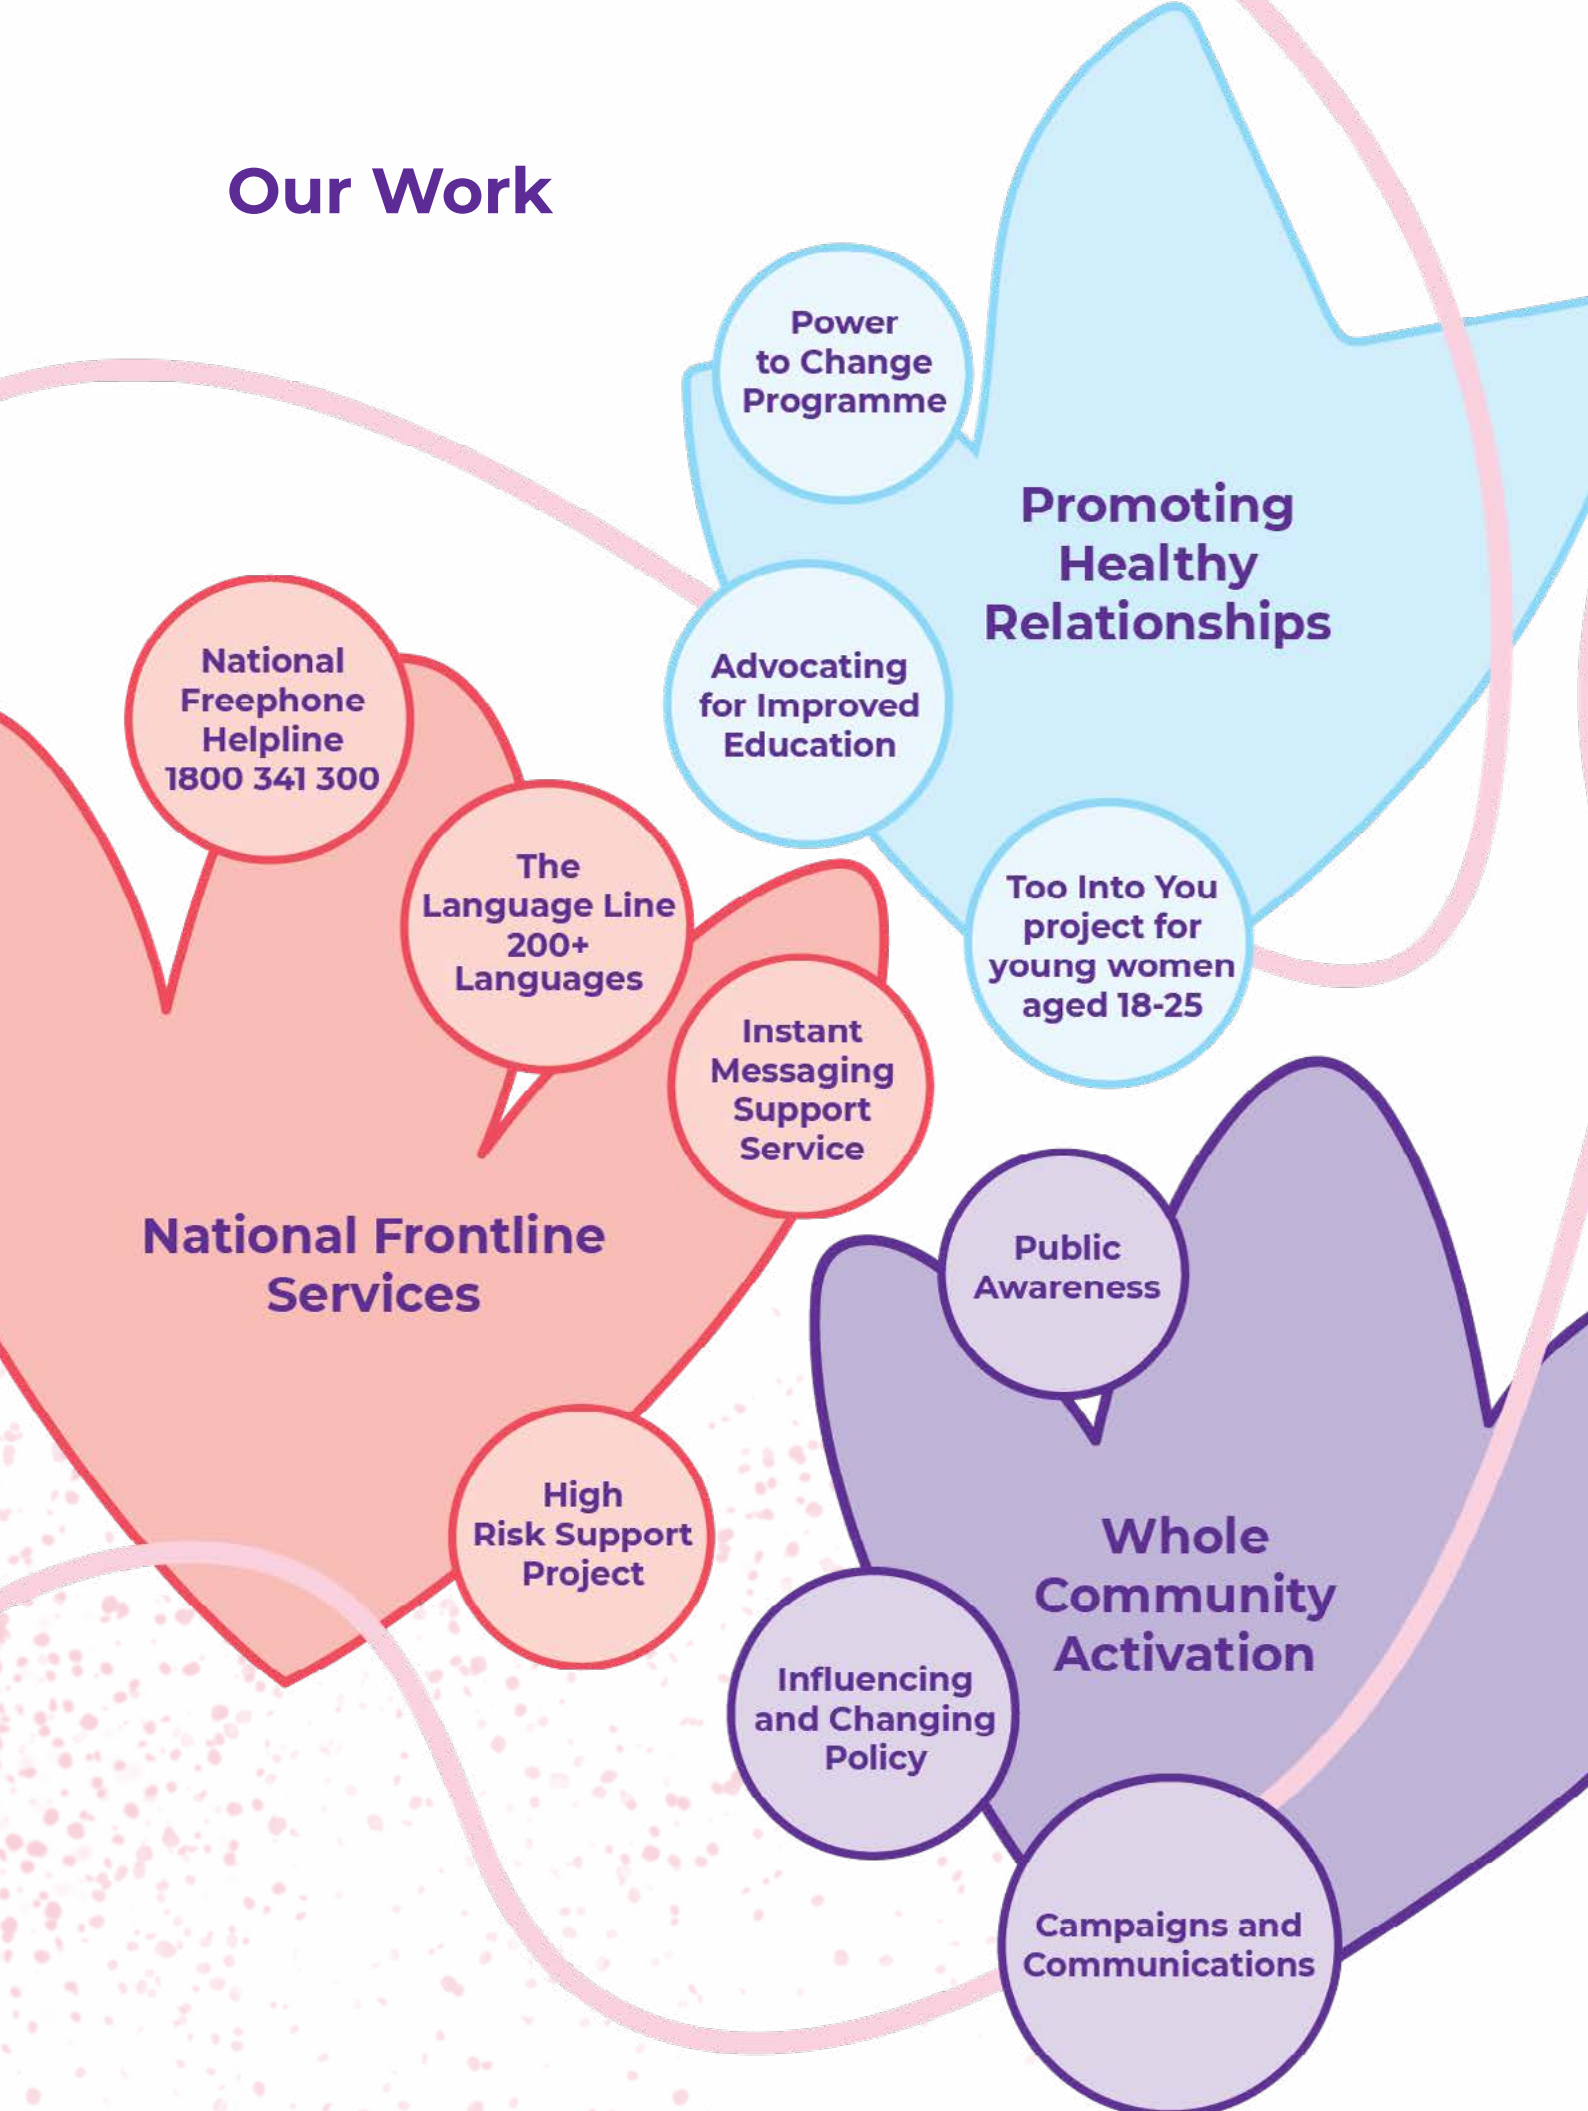 Our Work
Power
to Change
Programme
Promoting
Healthy
Relationships
Advocating
for Improved
Education
Too Into You
project for
young women
aged 18-25
National
Freephone
Helpline
1800 341 300
The
Language Line
200+
Languages
Instant
Messaging
Support
Service
National Frontline
Services
High
Risk Support
Project
Public
Awareness
Whole
Community
Activation
Influencing
and Changing
Policy
Campaigns and
Communications